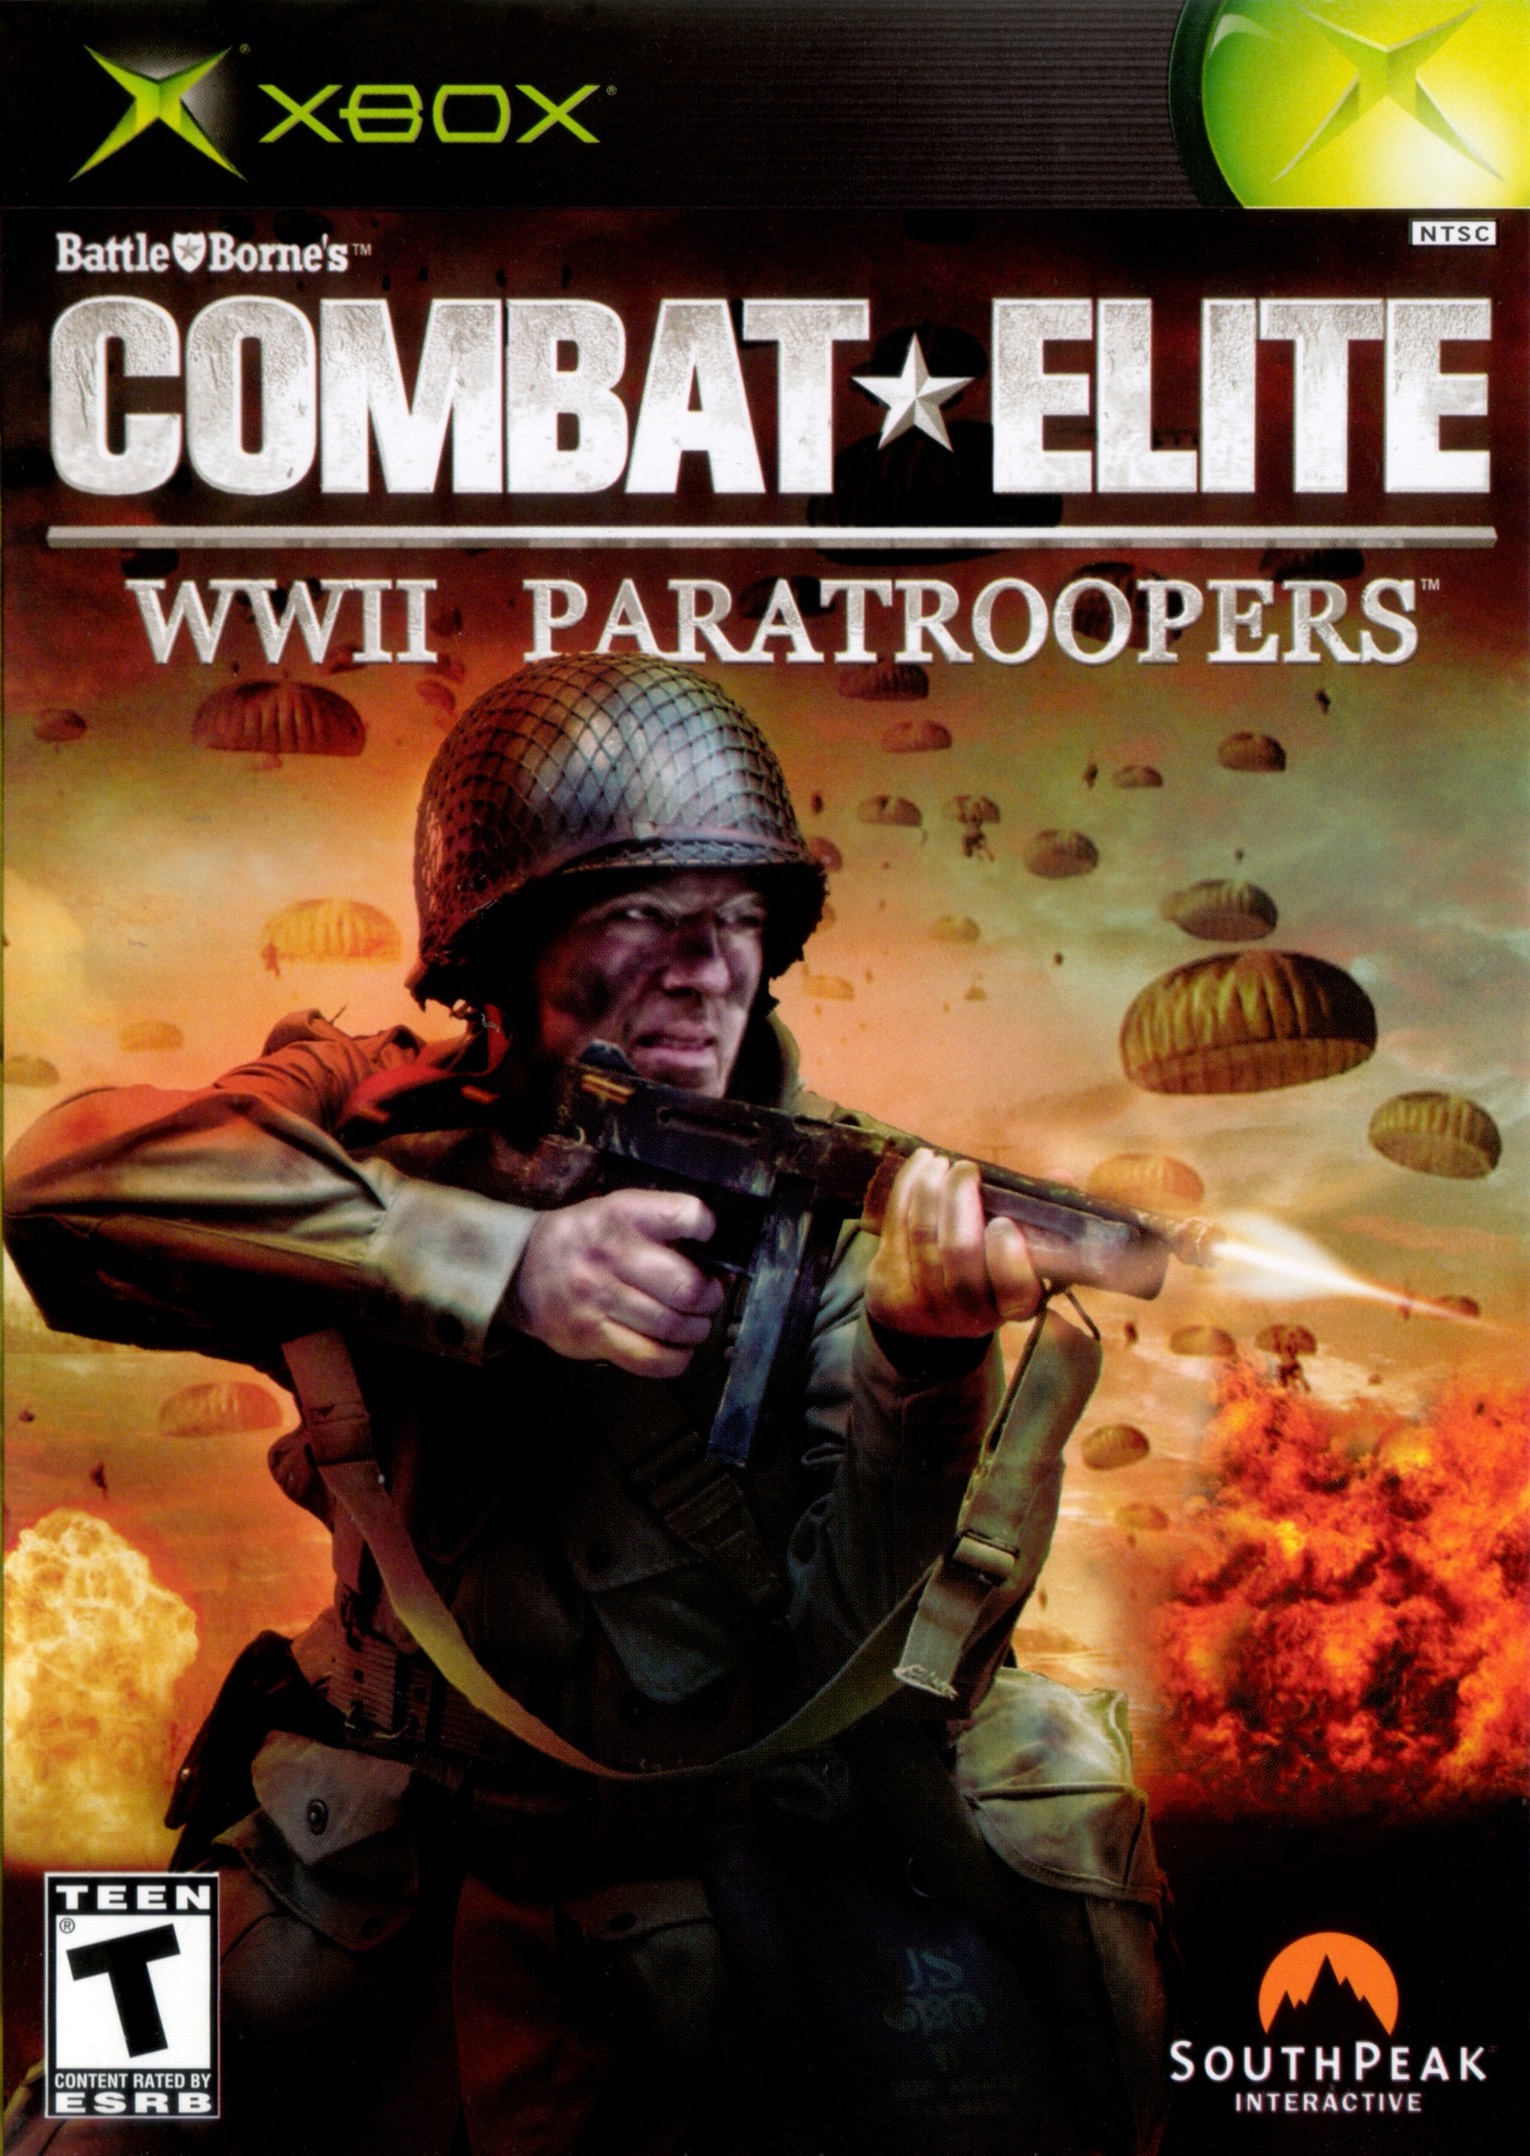 XBOX®
NTSC
Battle Borne's™
COMBAT ELITE
WWII PARATROOPERS™
TEEN
T
®
CONTENT RATED BY
ESRB
SOUTHPEAK
INTERACTIVE